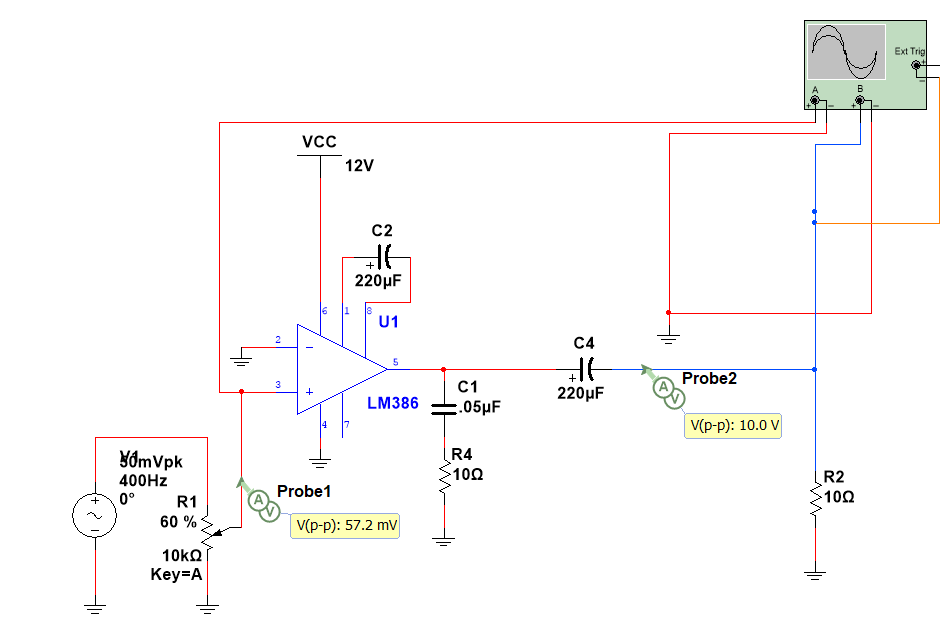 Ext Trig
+
−
A
B
+
−
+
−
VCC
12V
C2
+
220µF
6
1
8
U1
2
−
3
+
5
LM386
4
7
C1
.05µF
R4
10Ω
C4
+
220µF
Probe2
A
V
V(p-p): 10.0 V
V1
50mVpk
400Hz
0°
+
−
R1
60 %
10kΩ
Key=A
Probe1
A
V
V(p-p): 57.2 mV
R2
10Ω